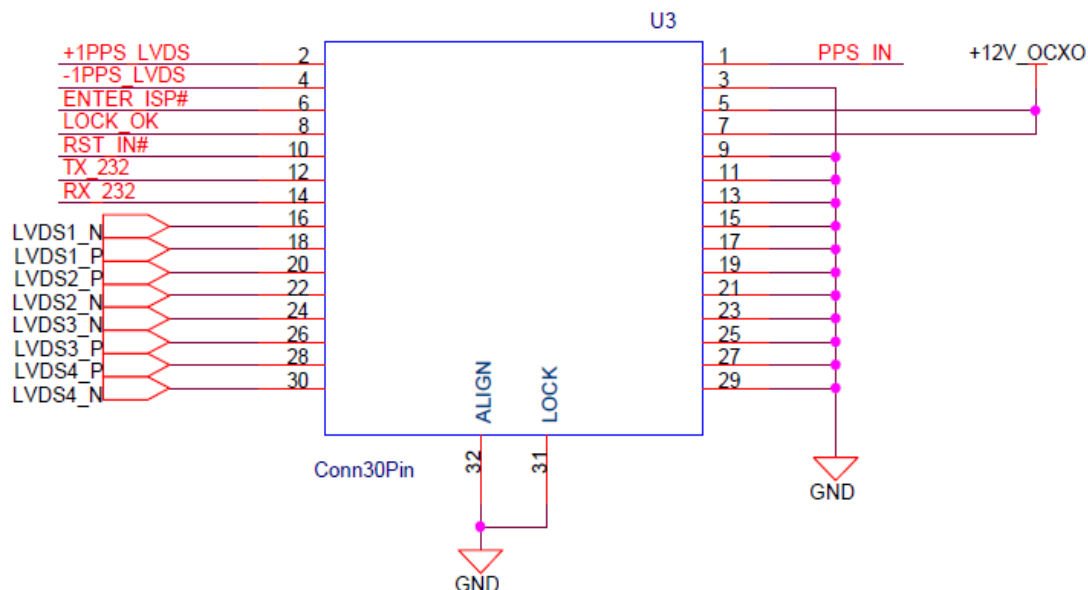 U3
+1PPS_LVDS 2 1 PPS_IN +12V_OCXO
-1PPS_LVDS 4 3
ENTER_ISP# 6 5
LOCK_OK 8 7
RST_IN# 10 9
TX_232 12 11
RX_232 14 13
LVDS1_N 16 15
LVDS1_P 18 17
LVDS2_P 20 19
LVDS2_N 22 21
LVDS3_N 24 23
LVDS3_P 26 25
LVDS4_P 28 27
LVDS4_N 30 29
ALIGN LOCK
32 31
Conn30Pin
GND
GND